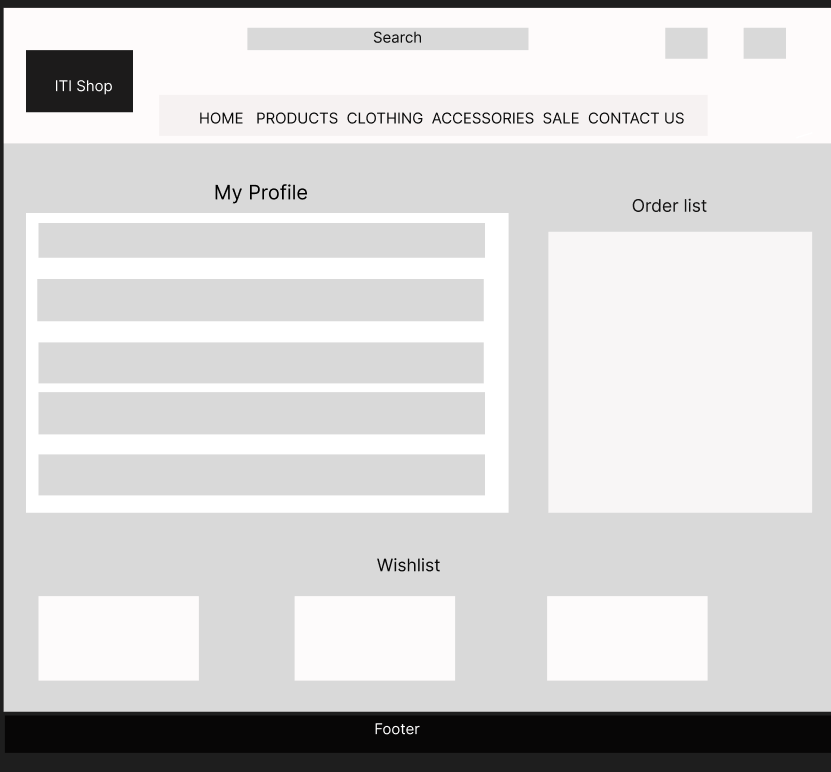 Search
ITI Shop
HOME PRODUCTS CLOTHING ACCESSORIES SALE CONTACT US
My Profile
Order list
Wishlist
Footer